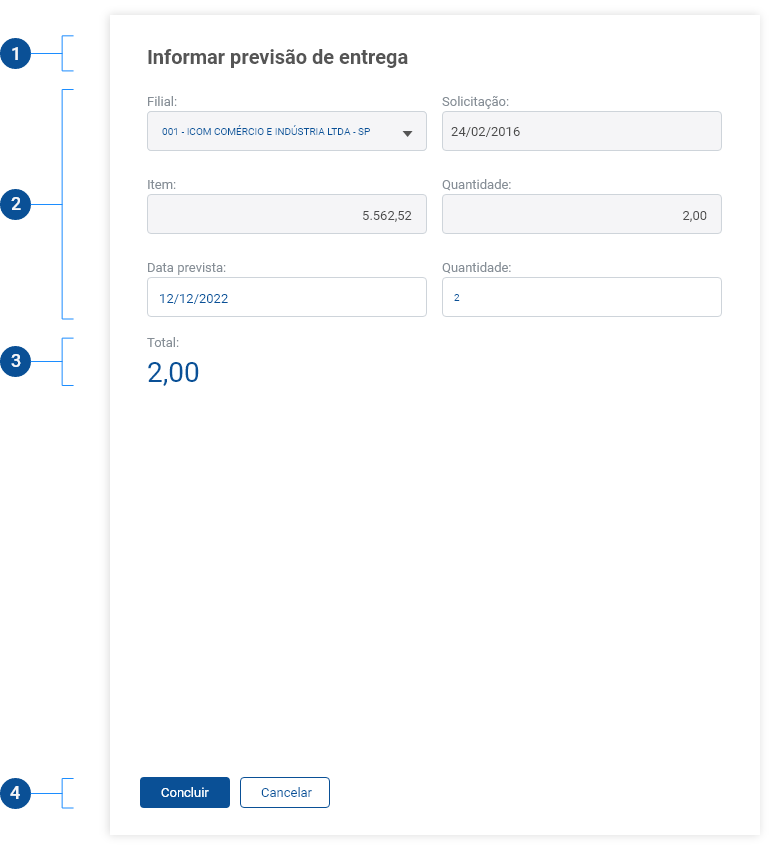 1
Informar previsão de entrega
2
Filial:
Solicitação:
001 - ICOM COMÉRCIO E INDÚSTRIA LTDA - SP
24/02/2016
Item:
Quantidade:
5.562,52
2,00
Data prevista:
Quantidade:
12/12/2022
2
3
Total:
2,00
4
Concluir
Cancelar